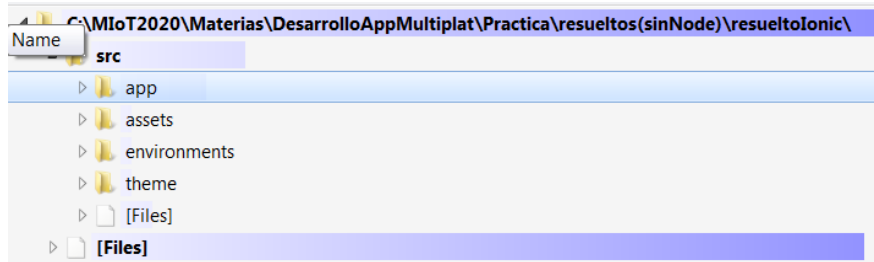 C:\MIoT2020\Materias\DesarrolloAppMultiplat\Practica\resueltos(sinNode)\resueltoIonic\
Name
src
app
assets
environments
theme
[Files]
[Files]